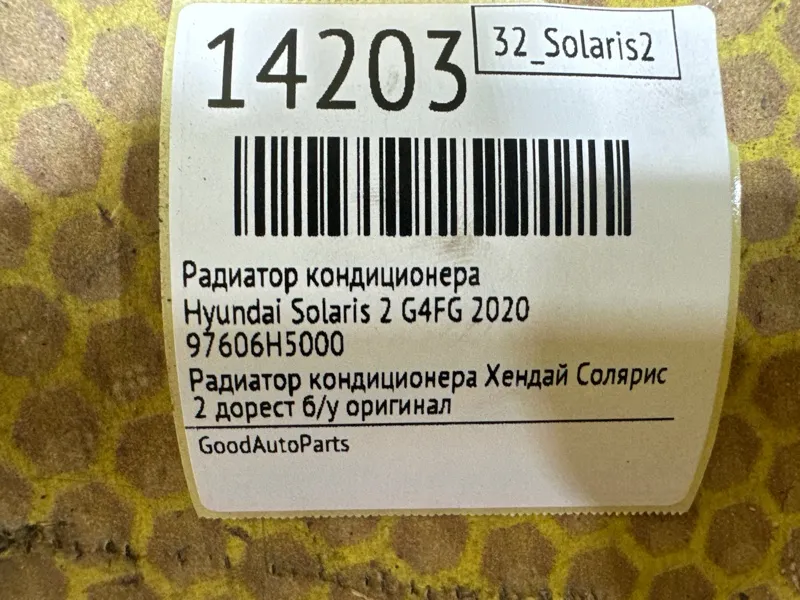 14203
32_Solaris2
Радиатор кондиционера
Hyundai Solaris 2 G4FG 2020
97606H5000
Радиатор кондиционера Хендай Солярис
2 дорест б/у оригинал
GoodAutoParts